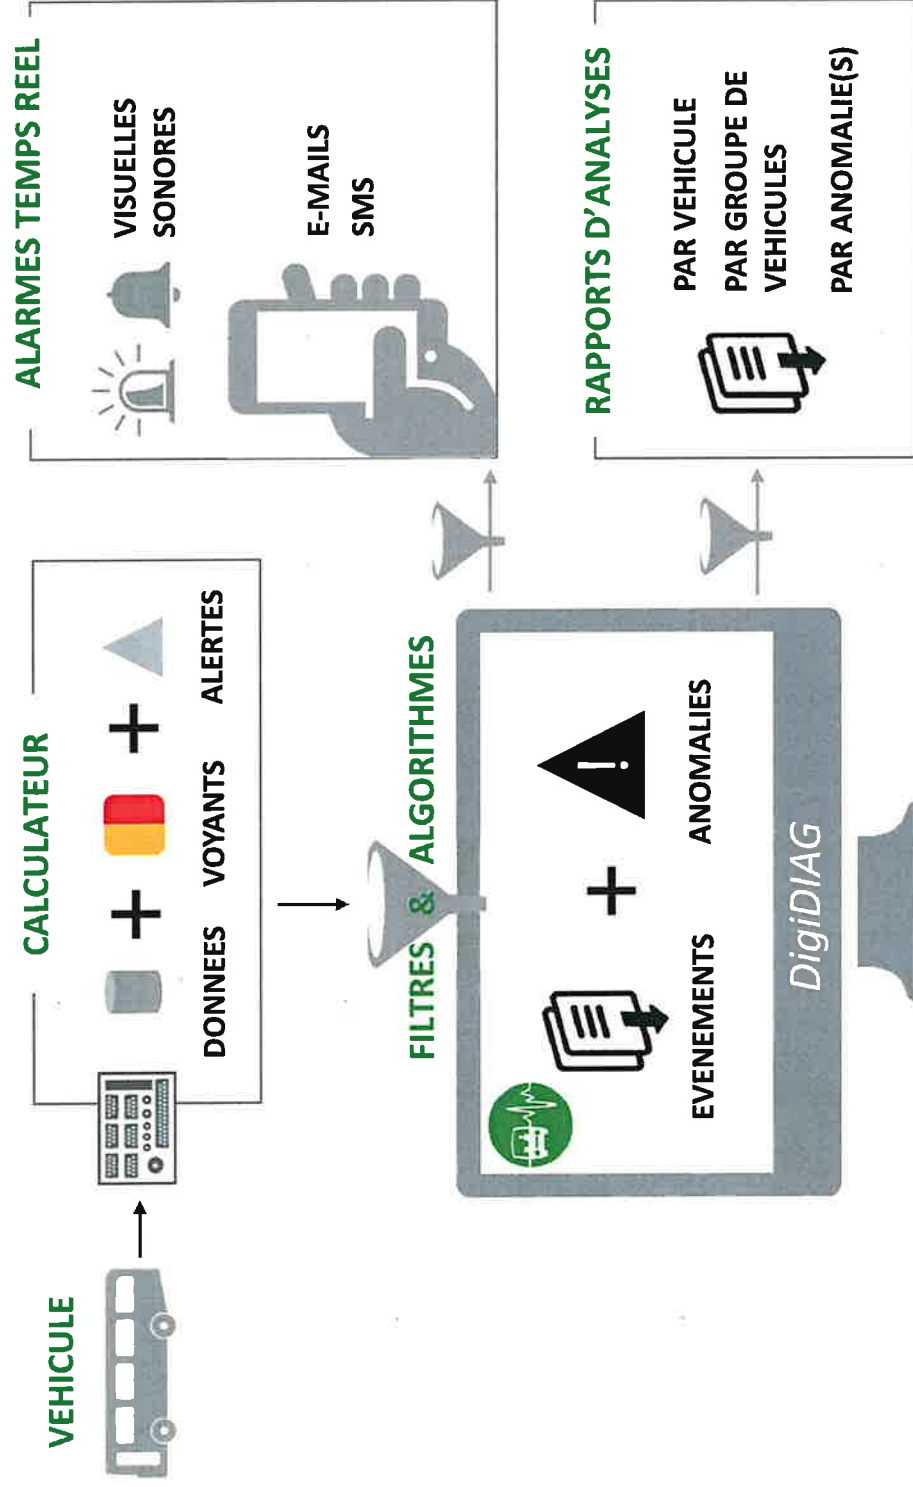 VEHICULE
CALCULATEUR
DONNEES
VOYANTS
ALERTES
FILTRES & ALGORITHMES
EVENEMENTS
ANOMALIES
DigiDIAG
ALARMES TEMPS REEL
VISUELLES
SONORES
E-MAILS
SMS
RAPPORTS D'ANALYSES
PAR VEHICULE
PAR GROUPE DE
VEHICULES
PAR ANOMALIE(S)